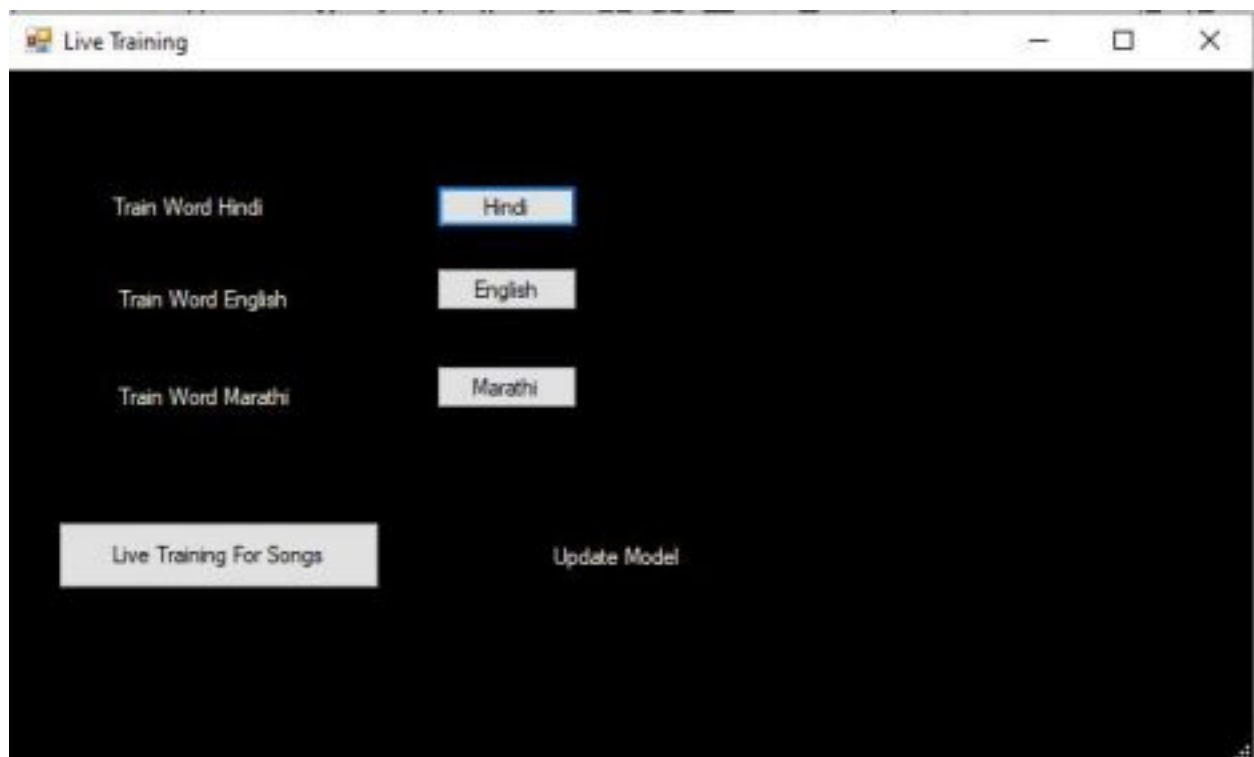 Live Training
Train Word Hindi Hindi
Train Word English English
Train Word Marathi Marathi
Live Training For Songs Update Model